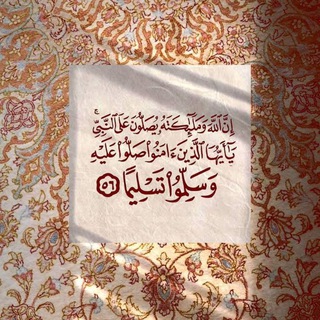 إِنَّ ٱللَّهَ وَمَلَٰٓئِكَتَهُۥ يُصَلُّونَ عَلَى ٱلنَّبِىِّ ۚ
يَٰٓأَيُّهَا ٱلَّذِينَ ءَامَنُوا۟ صَلُّوا۟ عَلَيْهِ
وَسَلِّمُوا۟ تَسْلِيمًا ۝٥٦